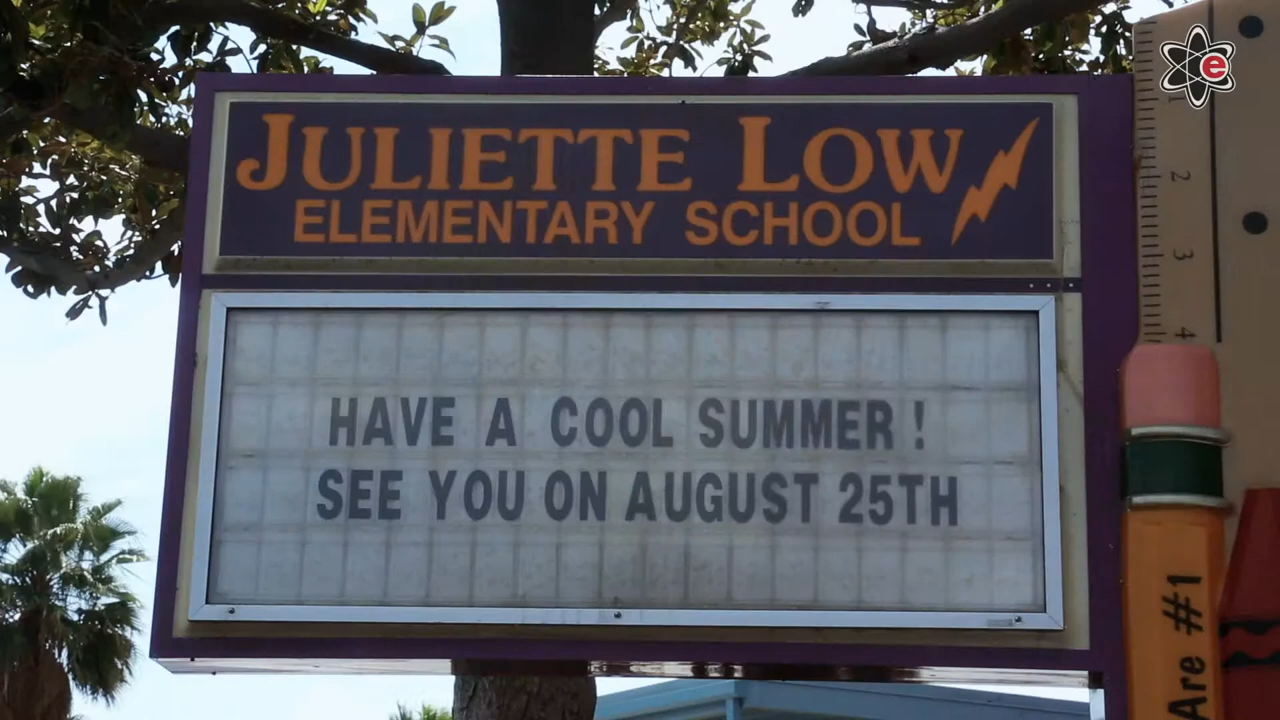 JULIETTE LOW
ELEMENTARY SCHOOL
HAVE A COOL SUMMER!
SEE YOU ON AUGUST 25TH
1
2
3
4
Are #1
e